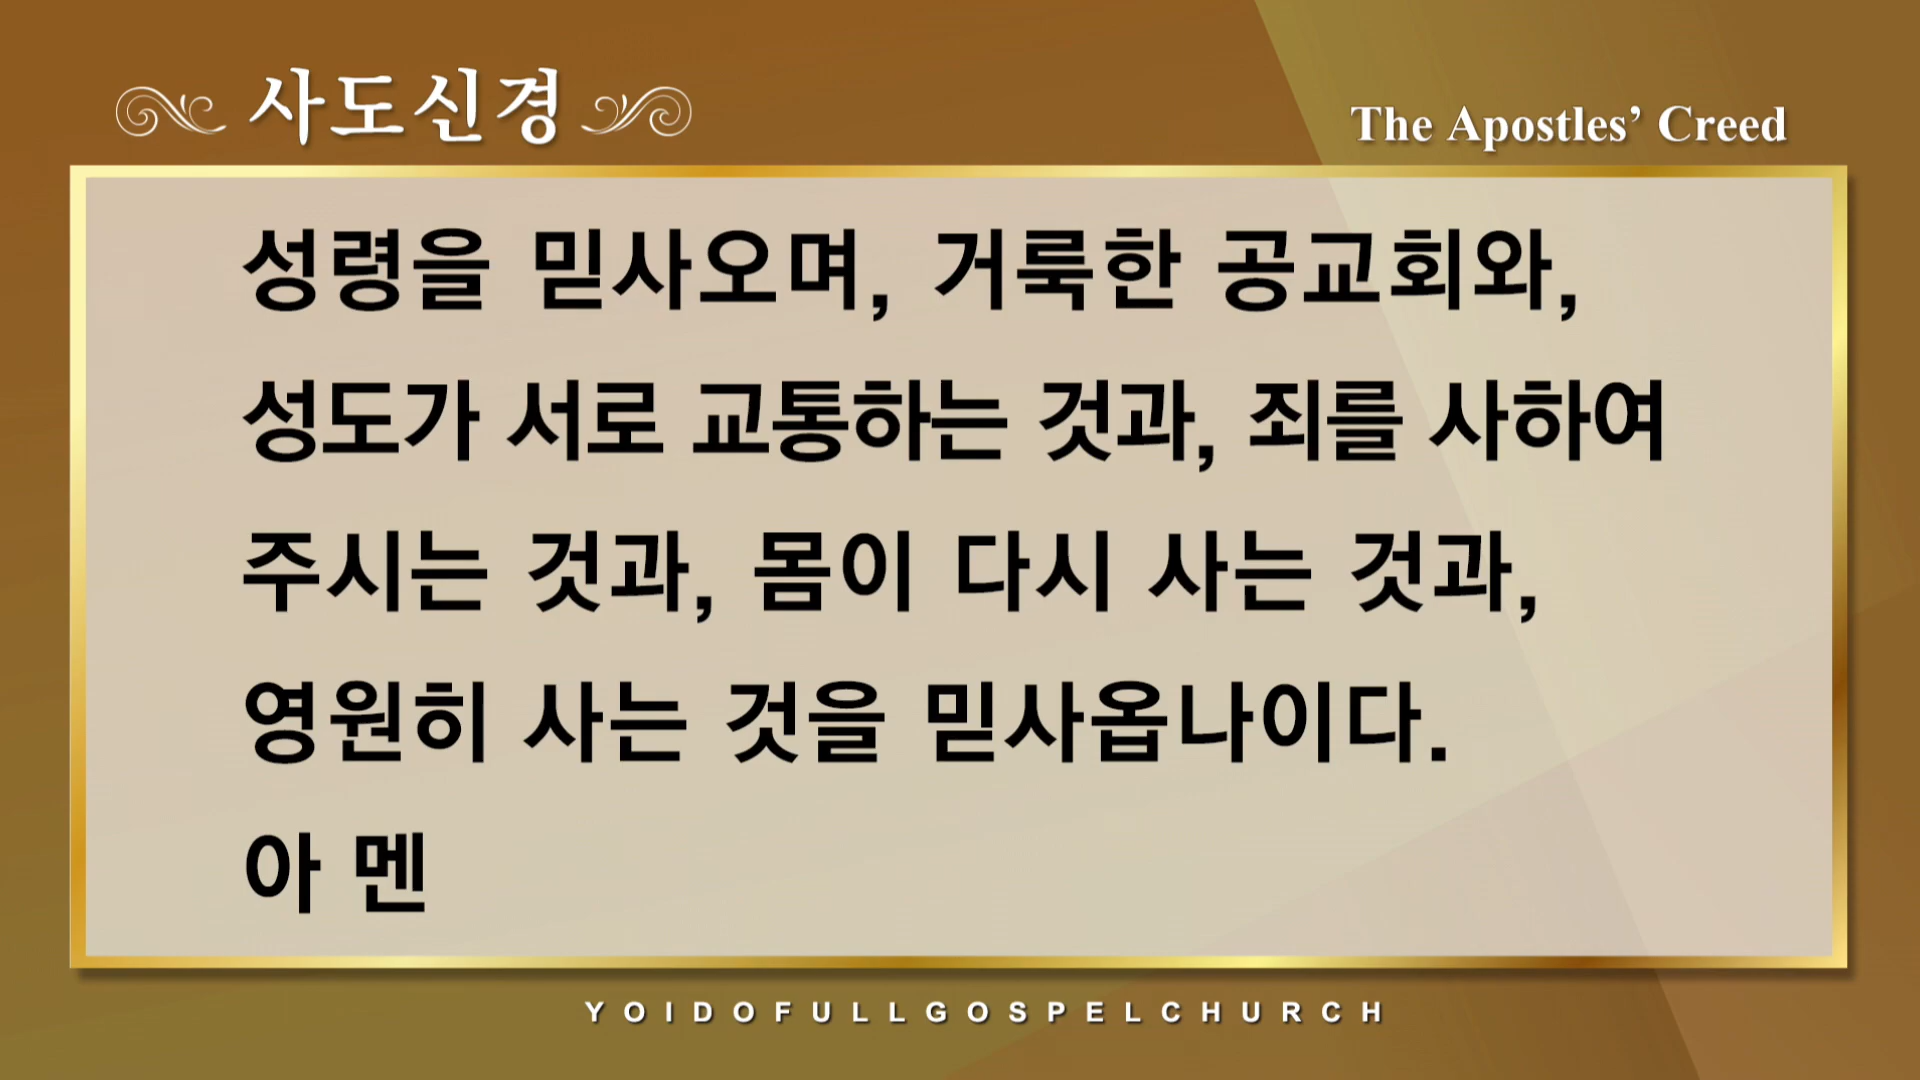 사도신경
The Apostles’ Creed
성령을 믿사오며, 거룩한 공교회와,
성도가 서로 교통하는 것과, 죄를 사하여
주시는 것과, 몸이 다시 사는 것과,
영원히 사는 것을 믿사옵나이다.
아 멘
YOIDOFULLGOSPELCHURCH